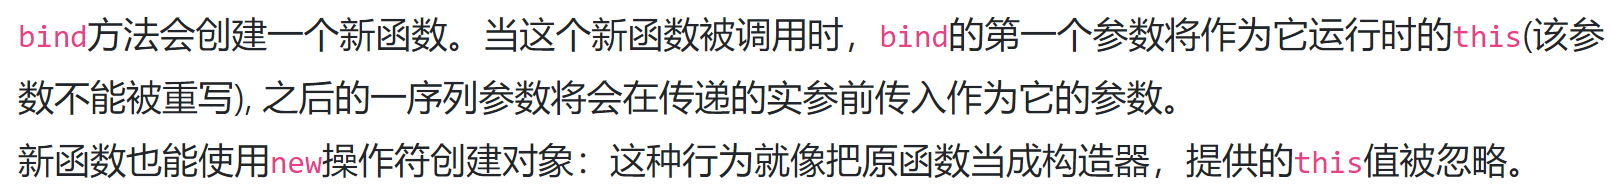 bind方法会创建一个新函数。当这个新函数被调用时，bind的第一个参数将作为它运行时的this(该参
数不能被重写), 之后的一序列参数将会在传递的实参前传入作为它的参数。
新函数也能使用new操作符创建对象：这种行为就像把原函数当成构造器，提供的this值被忽略。